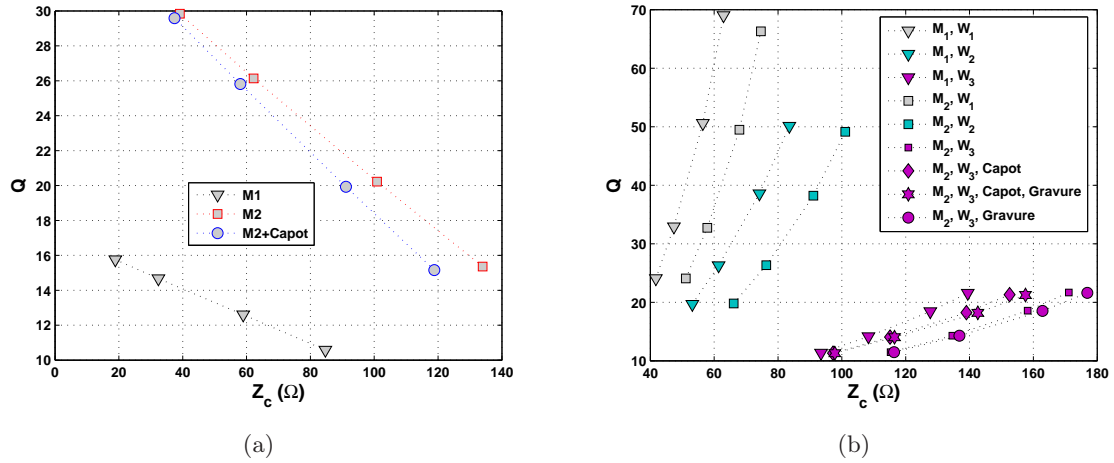 30
28
26
24
22
20
18
16
14
12
10
Q
M1
M2
M2+Capot
0 20 40 60 80 100 120 140
Z_c (Ω)
(a)
70
60
50
40
30
20
10
Q
M_1, W_1
M_1, W_2
M_1, W_3
M_2, W_1
M_2, W_2
M_2, W_3
M_2, W_3, Capot
M_2, W_3, Capot, Gravure
M_2, W_3, Gravure
40 60 80 100 120 140 160 180
Z_c (Ω)
(b)